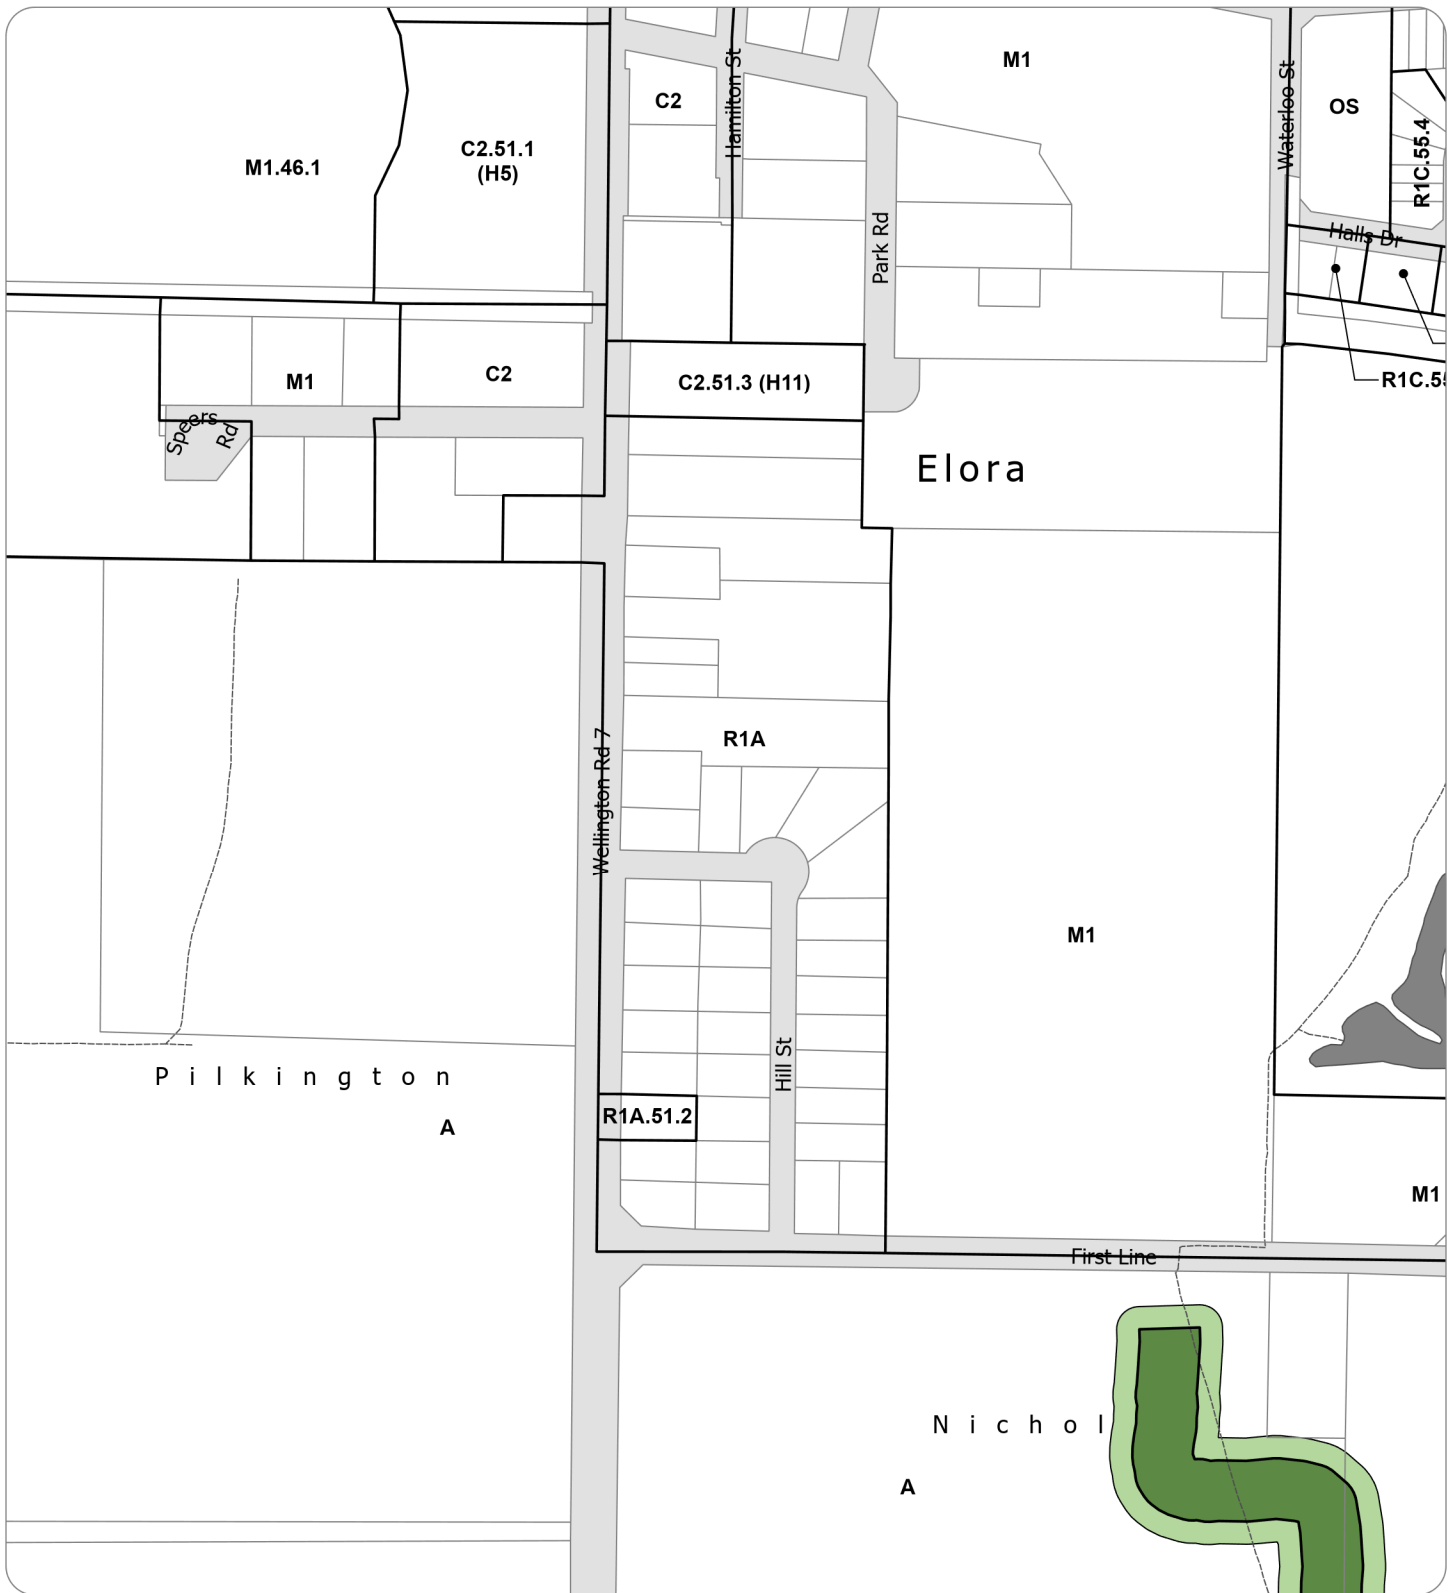 M1
C2
Hamilton St
Waterloo St
OS
R1C.55.4
M1.46.1
C2.51.1
(H5)
Park Rd
Halls Dr
M1
C2
C2.51.3 (H11)
R1C.55
Speers Rd
Elora
R1A
Wellington Rd 7
M1
Hill St
Pilkington
R1A.51.2
A
M1
First Line
Nichol
A